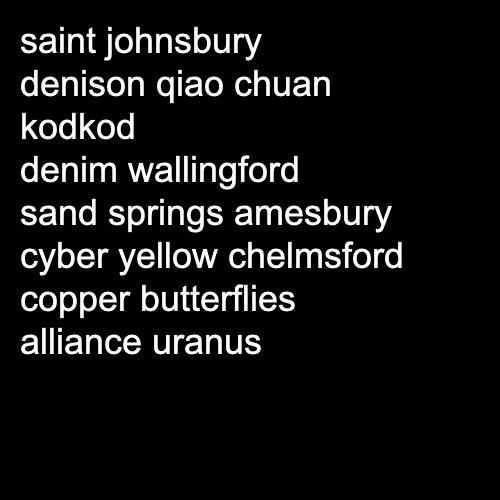 saint johnsbury
denison qiao chuan
kodkod
denim wallingford
sand springs amesbury
cyber yellow chelmsford
copper butterflies
alliance uranus